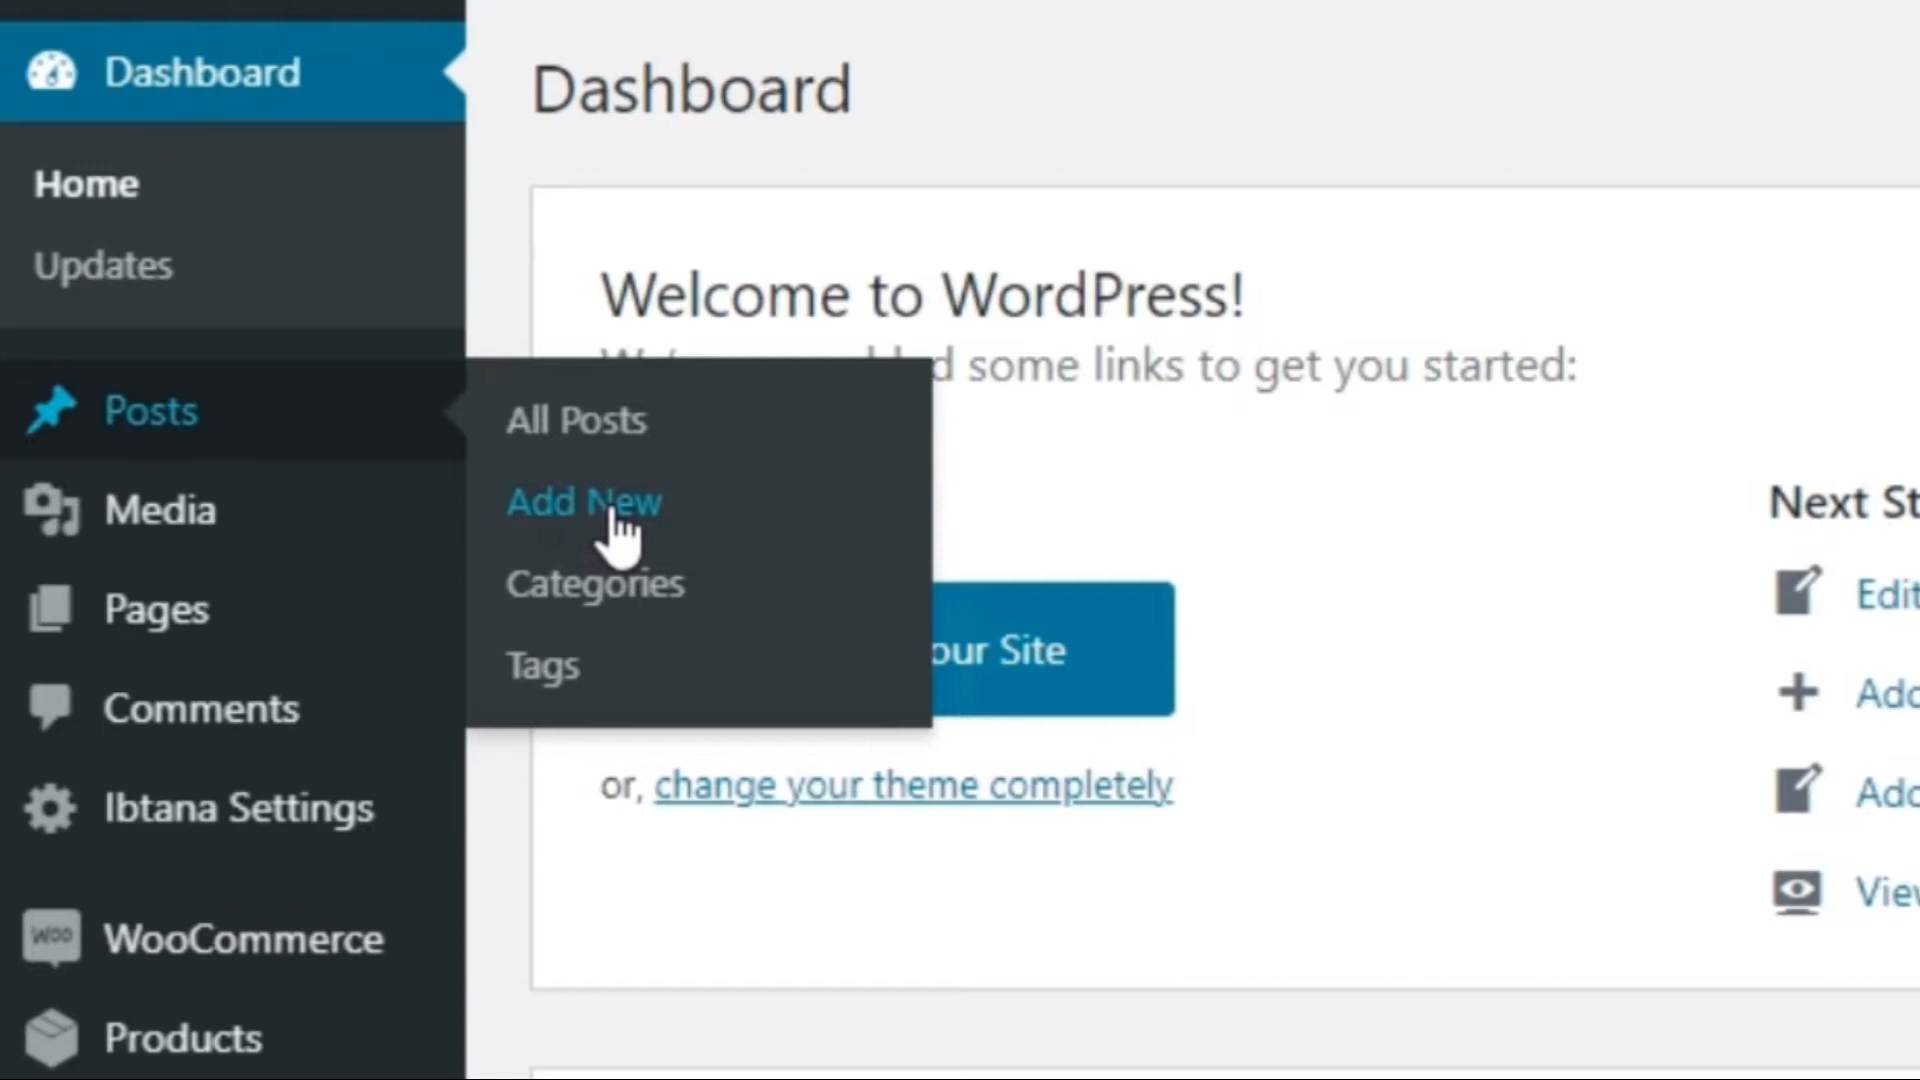 Dashboard
Home
Updates
Posts
Media
Pages
Comments
Ibtana Settings
WOO WooCommerce
Products
All Posts
Add New
Categories
Tags
Dashboard
Welcome to WordPress!
some links to get you started:
our Site
or, change your theme completely
Next St
Edit
Add
Add
View